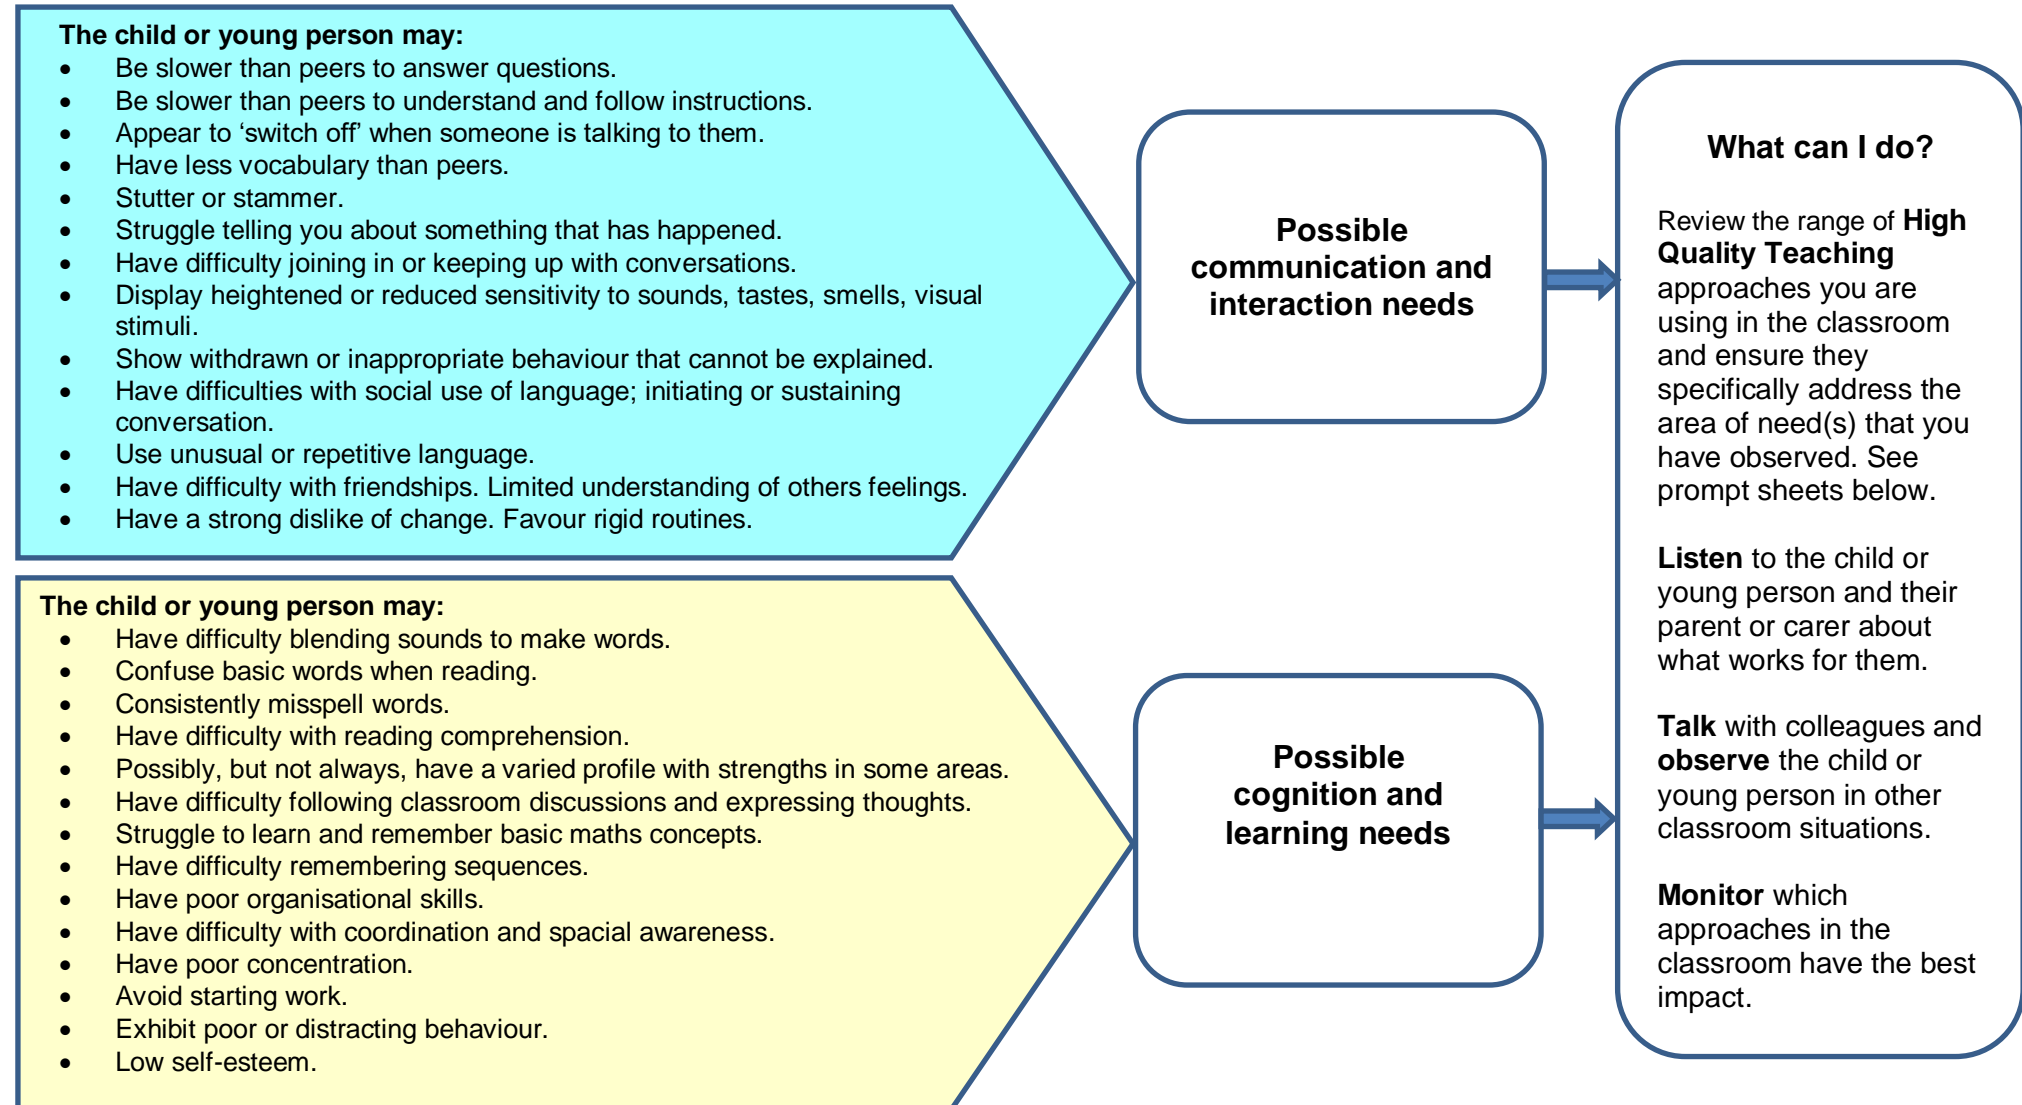 The child or young person may:
• Be slower than peers to answer questions.
• Be slower than peers to understand and follow instructions.
• Appear to ‘switch off’ when someone is talking to them.
• Have less vocabulary than peers.
• Stutter or stammer.
• Struggle telling you about something that has happened.
• Have difficulty joining in or keeping up with conversations.
• Display heightened or reduced sensitivity to sounds, tastes, smells, visual
stimuli.
• Show withdrawn or inappropriate behaviour that cannot be explained.
• Have difficulties with social use of language; initiating or sustaining
conversation.
• Use unusual or repetitive language.
• Have difficulty with friendships. Limited understanding of others feelings.
• Have a strong dislike of change. Favour rigid routines.
Possible
communication and
interaction needs
The child or young person may:
• Have difficulty blending sounds to make words.
• Confuse basic words when reading.
• Consistently misspell words.
• Have difficulty with reading comprehension.
• Possibly, but not always, have a varied profile with strengths in some areas.
• Have difficulty following classroom discussions and expressing thoughts.
• Struggle to learn and remember basic maths concepts.
• Have difficulty remembering sequences.
• Have poor organisational skills.
• Have difficulty with coordination and spacial awareness.
• Have poor concentration.
• Avoid starting work.
• Exhibit poor or distracting behaviour.
• Low self-esteem.
Possible
cognition and
learning needs
What can I do?
Review the range of High
Quality Teaching
approaches you are
using in the classroom
and ensure they
specifically address the
area of need(s) that you
have observed. See
prompt sheets below.
Listen to the child or
young person and their
parent or carer about
what works for them.
Talk with colleagues and
observe the child or
young person in other
classroom situations.
Monitor which
approaches in the
classroom have the best
impact.